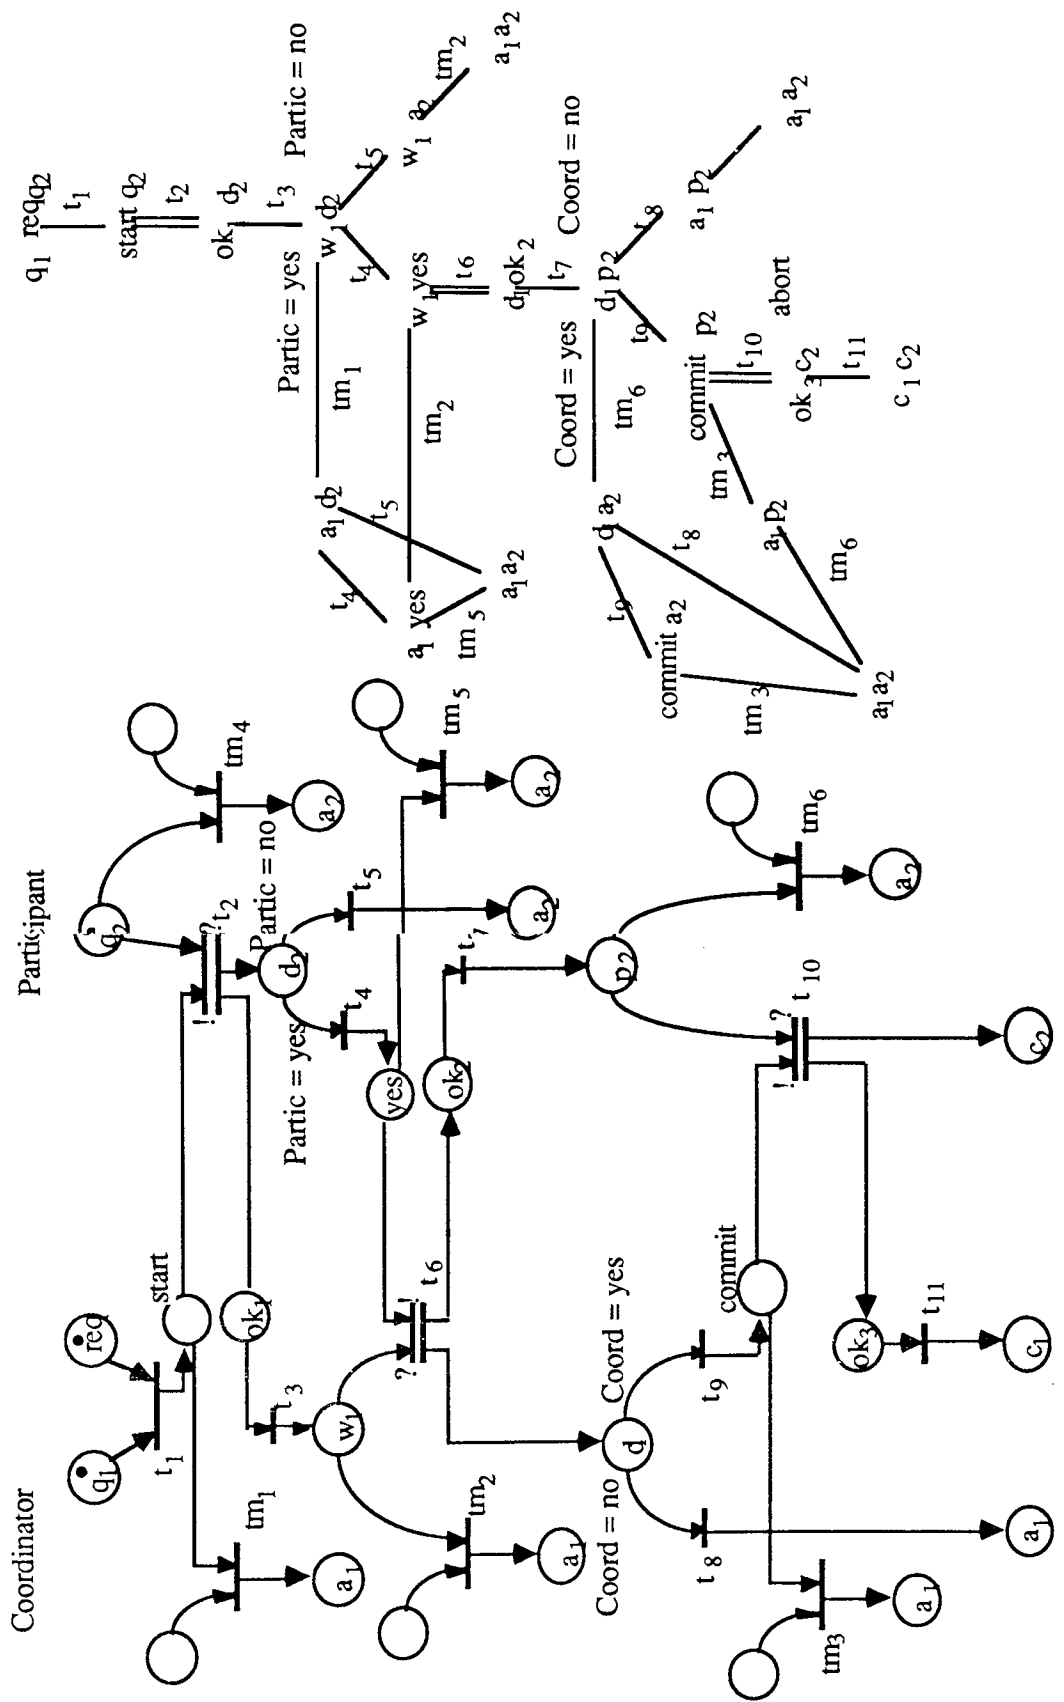 Coordinator
Participant
q1
req
q2
t1
start
! ? t2
tm4
tm1
ok1
Partic = no
a2
t3
Partic = yes
d2
a1
w1
t4
t5
yes
? ! t6
ok2
t7
tm5
tm2
a2
a2
a1
Coord = no
Coord = yes
d
p2
t8
t9
commit
! ? t10
tm6
tm3
ok3
a2
a1
t11
a1
c1
c2
q1 req q2
t1
start q2
t2
ok1 d2
t3
Partic = yes
Partic = no
w1 d2
a1 d2
tm1
t4
t5
t4
t5
a1 yes
w1 yes
w1 a2
tm5
tm2
t6
tm2
a1 a2
d1 ok2
a1 a2
t7
Coord = yes
Coord = no
d1 a2
d1 p2
t9
tm6
t9
t8
commit a2
t8
commit p2
a1 p2
tm3
tm3
t10
abort
a1 p2
ok3 c2
a1 a2
tm6
t11
a1 a2
c1 c2